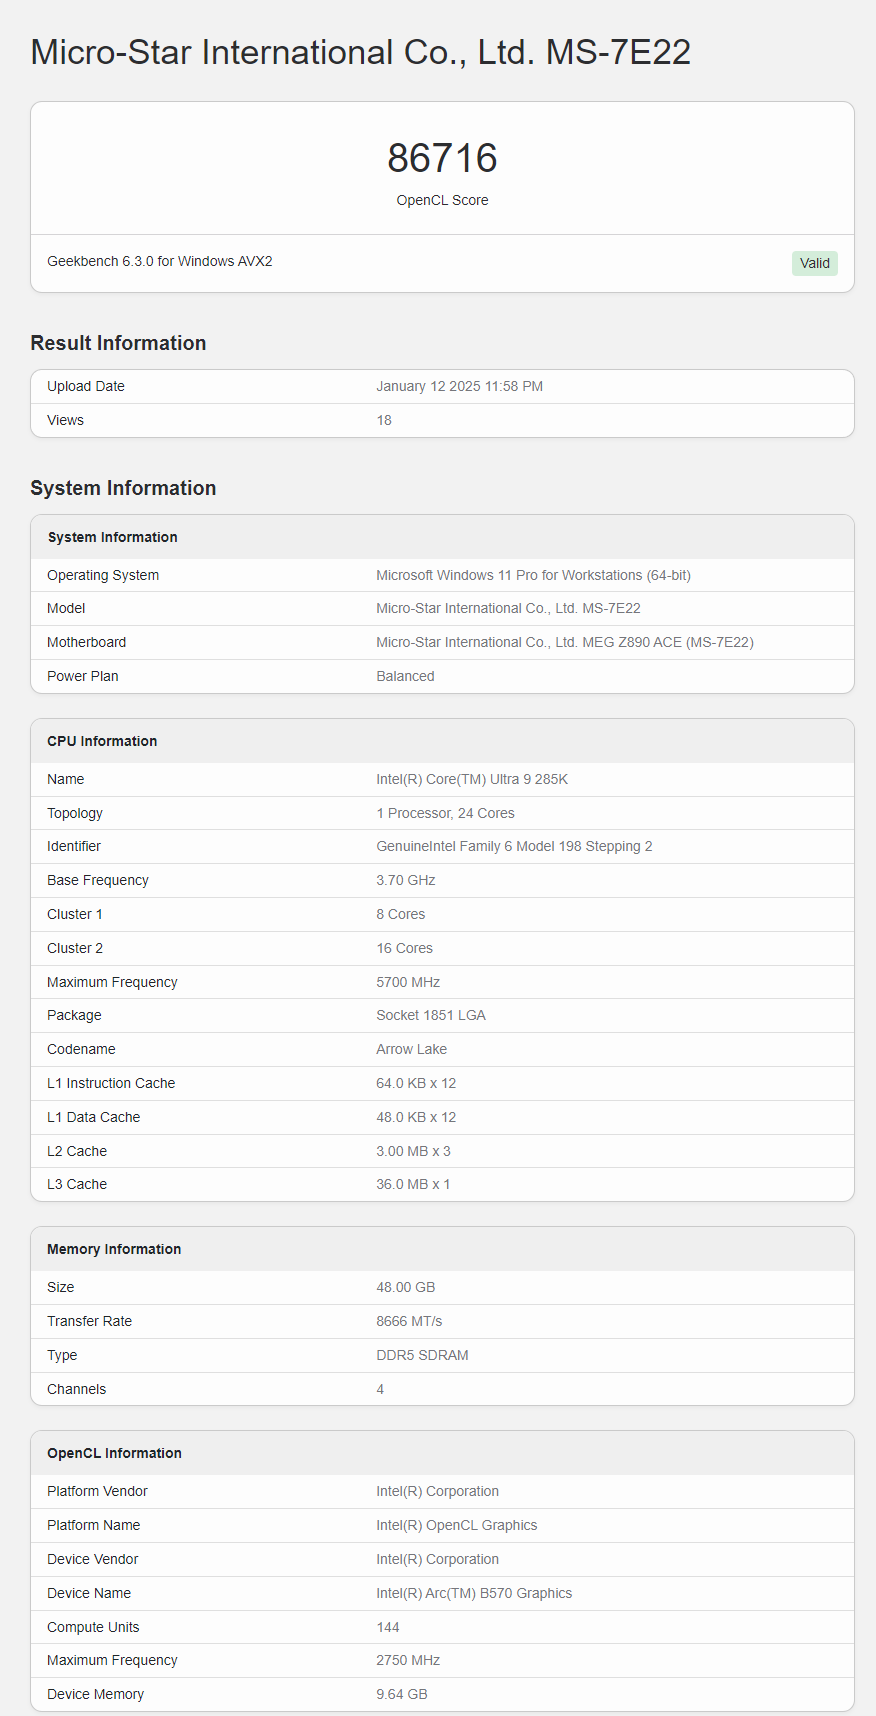 Micro-Star International Co., Ltd. MS-7E22
86716
OpenCL Score
Geekbench 6.3.0 for Windows AVX2 Valid
Result Information
Upload Date January 12 2025 11:58 PM
Views 18
System Information
System Information
Operating System Microsoft Windows 11 Pro for Workstations (64-bit)
Model Micro-Star International Co., Ltd. MS-7E22
Motherboard Micro-Star International Co., Ltd. MEG Z890 ACE (MS-7E22)
Power Plan Balanced
CPU Information
Name Intel(R) Core(TM) Ultra 9 285K
Topology 1 Processor, 24 Cores
Identifier GenuineIntel Family 6 Model 198 Stepping 2
Base Frequency 3.70 GHz
Cluster 1 8 Cores
Cluster 2 16 Cores
Maximum Frequency 5700 MHz
Package Socket 1851 LGA
Codename Arrow Lake
L1 Instruction Cache 64.0 KB x 12
L1 Data Cache 48.0 KB x 12
L2 Cache 3.00 MB x 3
L3 Cache 36.0 MB x 1
Memory Information
Size 48.00 GB
Transfer Rate 8666 MT/s
Type DDR5 SDRAM
Channels 4
OpenCL Information
Platform Vendor Intel(R) Corporation
Platform Name Intel(R) OpenCL Graphics
Device Vendor Intel(R) Corporation
Device Name Intel(R) Arc(TM) B570 Graphics
Compute Units 144
Maximum Frequency 2750 MHz
Device Memory 9.64 GB